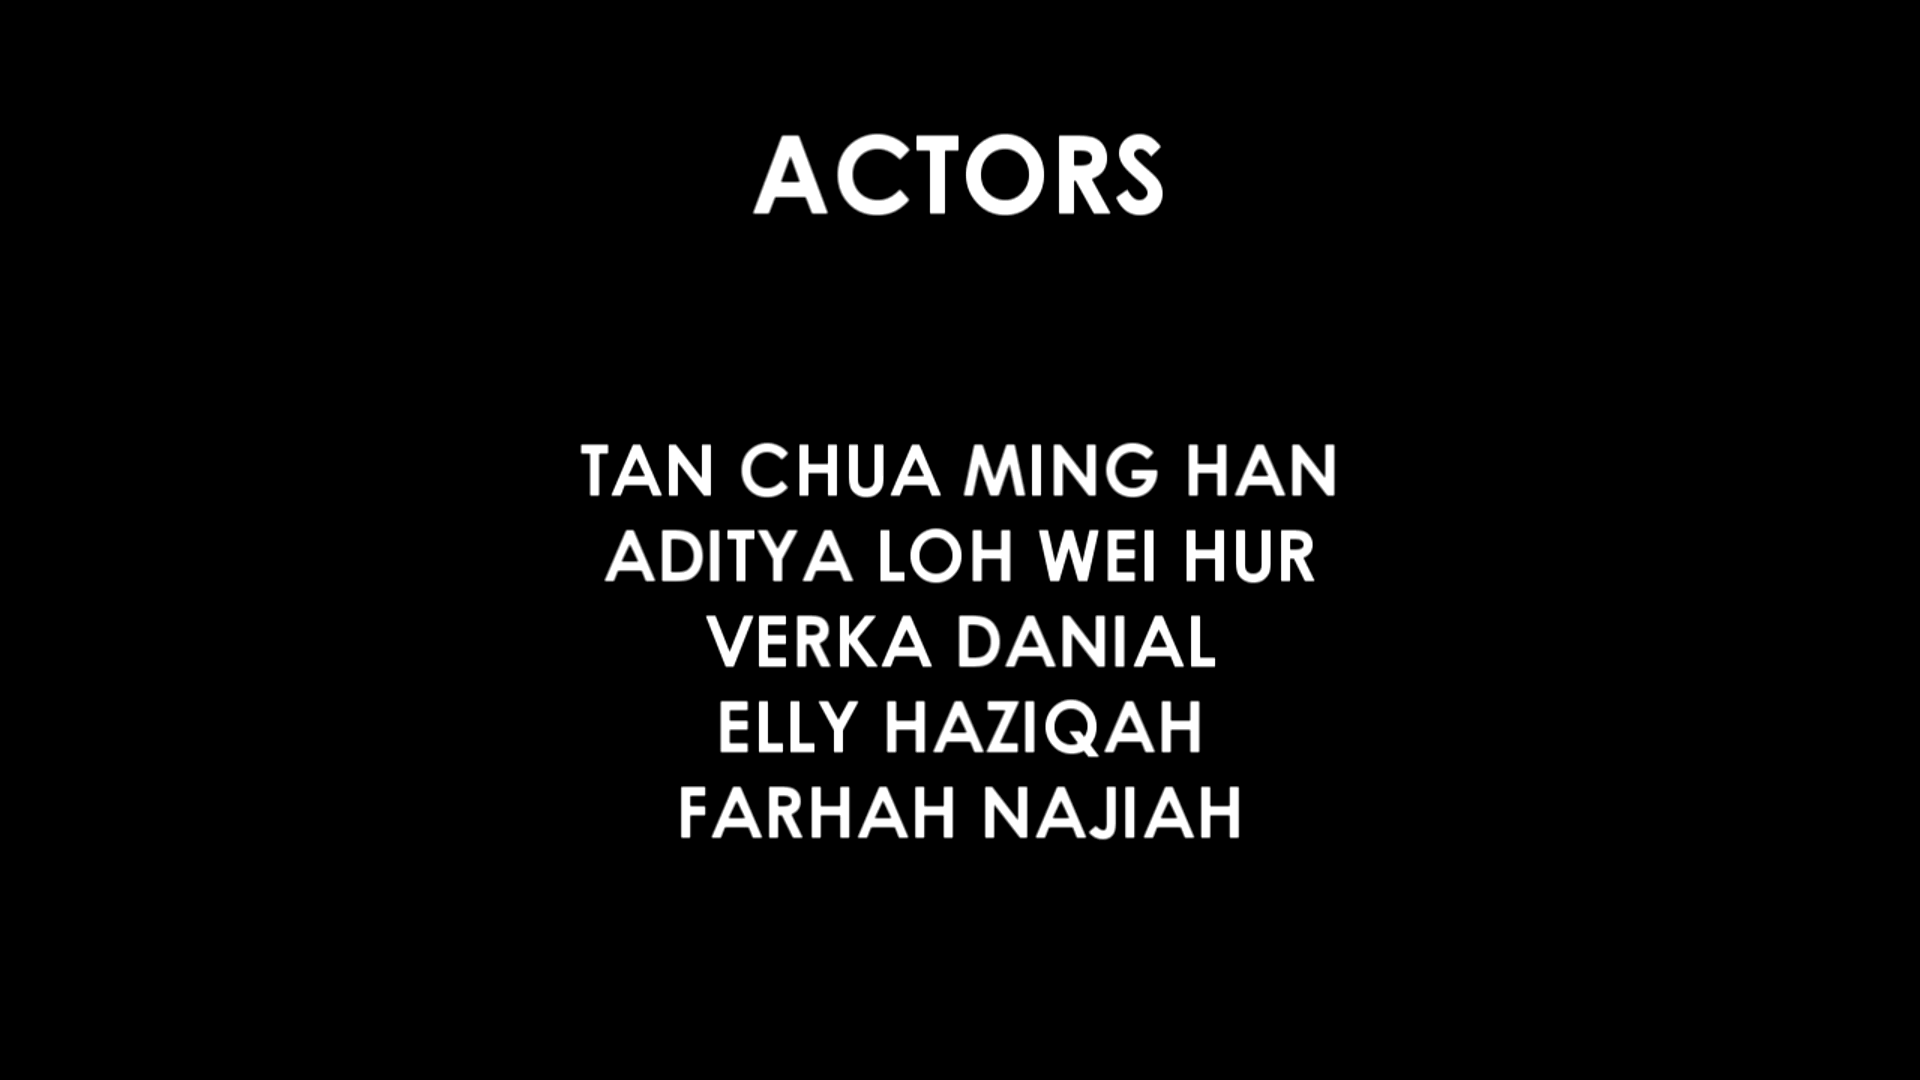 ACTORS
TAN CHUA MING HAN
ADITYA LOH WEI HUR
VERKA DANIAL
ELLY HAZIQAH
FARHAH NAJIAH